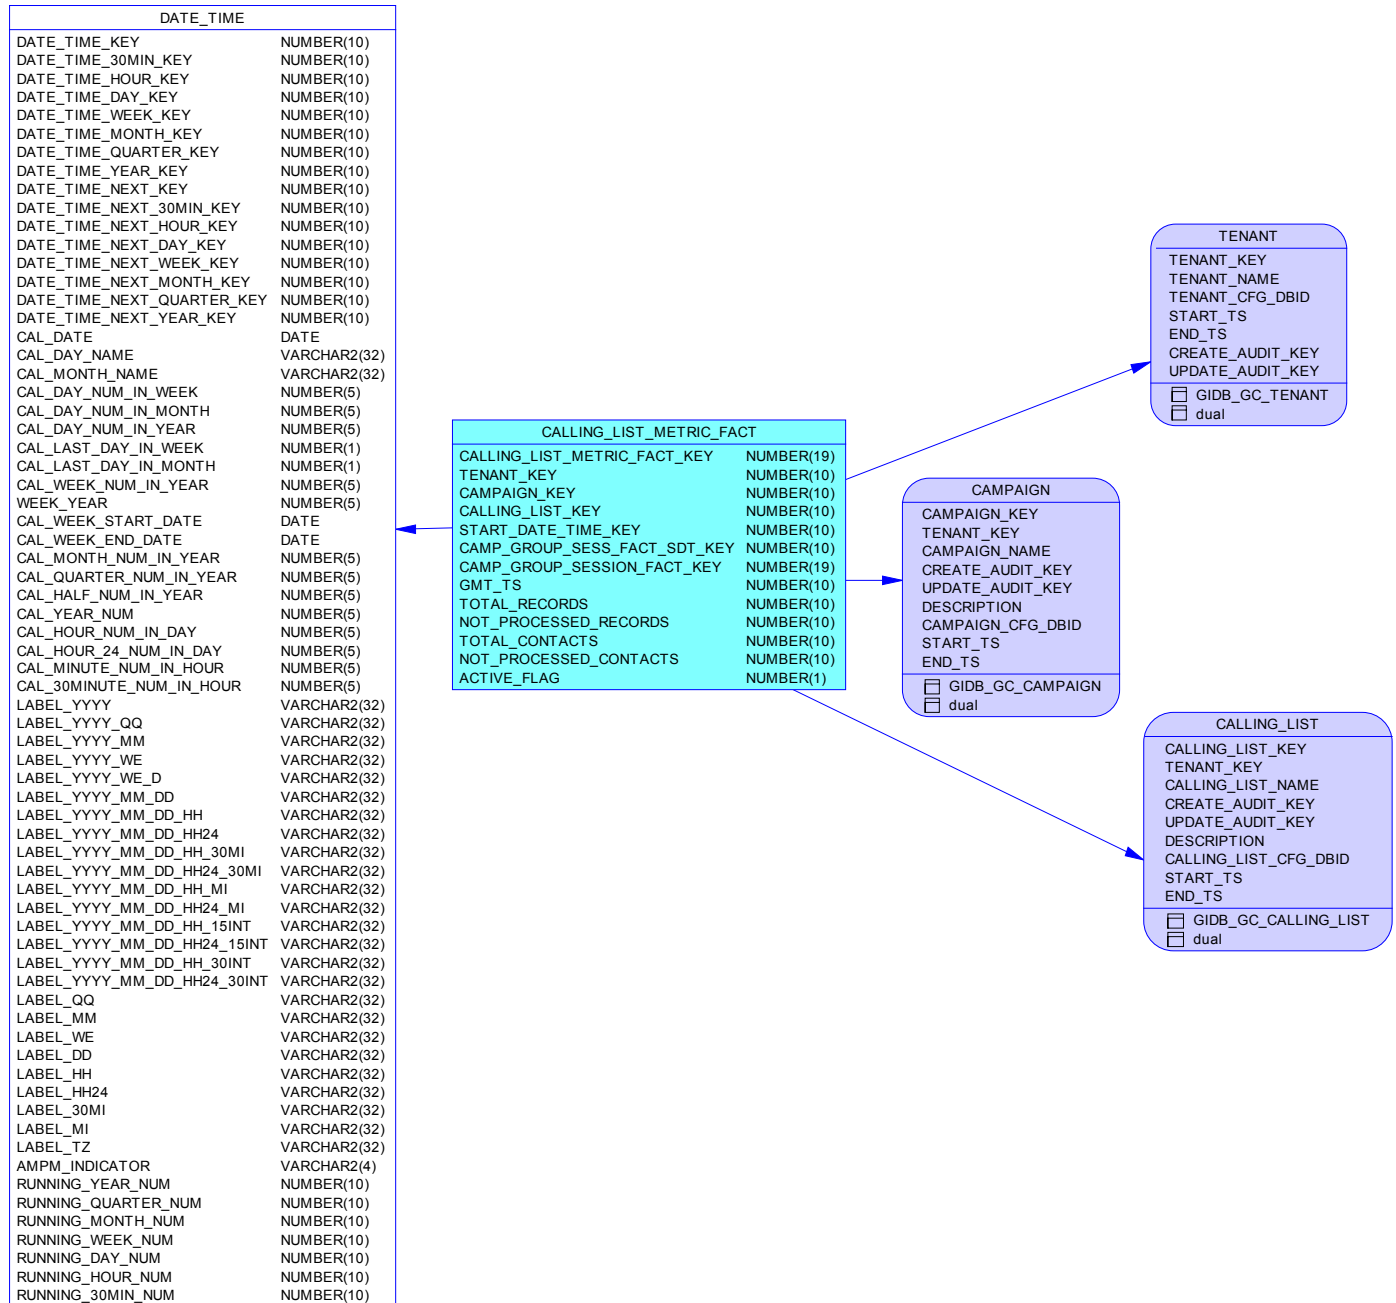 DATE_TIME
DATE_TIME_KEY NUMBER(10)
DATE_TIME_30MIN_KEY NUMBER(10)
DATE_TIME_HOUR_KEY NUMBER(10)
DATE_TIME_DAY_KEY NUMBER(10)
DATE_TIME_WEEK_KEY NUMBER(10)
DATE_TIME_MONTH_KEY NUMBER(10)
DATE_TIME_QUARTER_KEY NUMBER(10)
DATE_TIME_YEAR_KEY NUMBER(10)
DATE_TIME_NEXT_KEY NUMBER(10)
DATE_TIME_NEXT_30MIN_KEY NUMBER(10)
DATE_TIME_NEXT_HOUR_KEY NUMBER(10)
DATE_TIME_NEXT_DAY_KEY NUMBER(10)
DATE_TIME_NEXT_WEEK_KEY NUMBER(10)
DATE_TIME_NEXT_MONTH_KEY NUMBER(10)
DATE_TIME_NEXT_QUARTER_KEY NUMBER(10)
DATE_TIME_NEXT_YEAR_KEY NUMBER(10)
CAL_DATE DATE
CAL_DAY_NAME VARCHAR2(32)
CAL_MONTH_NAME VARCHAR2(32)
CAL_DAY_NUM_IN_WEEK NUMBER(5)
CAL_DAY_NUM_IN_MONTH NUMBER(5)
CAL_DAY_NUM_IN_YEAR NUMBER(5)
CAL_LAST_DAY_IN_WEEK NUMBER(1)
CAL_LAST_DAY_IN_MONTH NUMBER(1)
CAL_WEEK_NUM_IN_YEAR NUMBER(5)
WEEK_YEAR NUMBER(5)
CAL_WEEK_START_DATE DATE
CAL_WEEK_END_DATE DATE
CAL_MONTH_NUM_IN_YEAR NUMBER(5)
CAL_QUARTER_NUM_IN_YEAR NUMBER(5)
CAL_HALF_NUM_IN_YEAR NUMBER(5)
CAL_YEAR_NUM NUMBER(5)
CAL_HOUR_NUM_IN_DAY NUMBER(5)
CAL_HOUR_24_NUM_IN_DAY NUMBER(5)
CAL_MINUTE_NUM_IN_HOUR NUMBER(5)
CAL_30MINUTE_NUM_IN_HOUR NUMBER(5)
LABEL_YYYY VARCHAR2(32)
LABEL_YYYY_QQ VARCHAR2(32)
LABEL_YYYY_MM VARCHAR2(32)
LABEL_YYYY_WE VARCHAR2(32)
LABEL_YYYY_WE_D VARCHAR2(32)
LABEL_YYYY_MM_DD VARCHAR2(32)
LABEL_YYYY_MM_DD_HH VARCHAR2(32)
LABEL_YYYY_MM_DD_HH24 VARCHAR2(32)
LABEL_YYYY_MM_DD_HH_30MI VARCHAR2(32)
LABEL_YYYY_MM_DD_HH24_30MI VARCHAR2(32)
LABEL_YYYY_MM_DD_HH_MI VARCHAR2(32)
LABEL_YYYY_MM_DD_HH24_MI VARCHAR2(32)
LABEL_YYYY_MM_DD_HH_15INT VARCHAR2(32)
LABEL_YYYY_MM_DD_HH24_15INT VARCHAR2(32)
LABEL_YYYY_MM_DD_HH_30INT VARCHAR2(32)
LABEL_YYYY_MM_DD_HH24_30INT VARCHAR2(32)
LABEL_QQ VARCHAR2(32)
LABEL_MM VARCHAR2(32)
LABEL_WE VARCHAR2(32)
LABEL_DD VARCHAR2(32)
LABEL_HH VARCHAR2(32)
LABEL_HH24 VARCHAR2(32)
LABEL_30MI VARCHAR2(32)
LABEL_MI VARCHAR2(32)
LABEL_TZ VARCHAR2(32)
AMPM_INDICATOR VARCHAR2(4)
RUNNING_YEAR_NUM NUMBER(10)
RUNNING_QUARTER_NUM NUMBER(10)
RUNNING_MONTH_NUM NUMBER(10)
RUNNING_WEEK_NUM NUMBER(10)
RUNNING_DAY_NUM NUMBER(10)
RUNNING_HOUR_NUM NUMBER(10)
RUNNING_30MIN_NUM NUMBER(10)
CALLING_LIST_METRIC_FACT
CALLING_LIST_METRIC_FACT_KEY NUMBER(19)
TENANT_KEY NUMBER(10)
CAMPAIGN_KEY NUMBER(10)
CALLING_LIST_KEY NUMBER(10)
START_DATE_TIME_KEY NUMBER(10)
CAMP_GROUP_SESS_FACT_SDT_KEY NUMBER(10)
CAMP_GROUP_SESSION_FACT_KEY NUMBER(19)
GMT_TS NUMBER(10)
TOTAL_RECORDS NUMBER(10)
NOT_PROCESSED_RECORDS NUMBER(10)
TOTAL_CONTACTS NUMBER(10)
NOT_PROCESSED_CONTACTS NUMBER(10)
ACTIVE_FLAG NUMBER(1)
TENANT
TENANT_KEY
TENANT_NAME
TENANT_CFG_DBID
START_TS
END_TS
CREATE_AUDIT_KEY
UPDATE_AUDIT_KEY
GIDB_GC_TENANT
dual
CAMPAIGN
CAMPAIGN_KEY
TENANT_KEY
CAMPAIGN_NAME
CREATE_AUDIT_KEY
UPDATE_AUDIT_KEY
DESCRIPTION
CAMPAIGN_CFG_DBID
START_TS
END_TS
GIDB_GC_CAMPAIGN
dual
CALLING_LIST
CALLING_LIST_KEY
TENANT_KEY
CALLING_LIST_NAME
CREATE_AUDIT_KEY
UPDATE_AUDIT_KEY
DESCRIPTION
CALLING_LIST_CFG_DBID
START_TS
END_TS
GIDB_GC_CALLING_LIST
dual